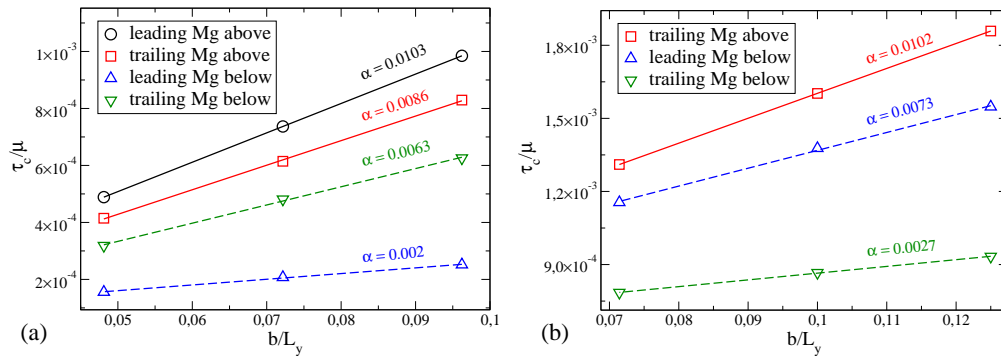 leading Mg above
trailing Mg above
leading Mg below
trailing Mg below
α = 0.0103
α = 0.0086
α = 0.0063
α = 0.002
1×10⁻³
8×10⁻⁴
6×10⁻⁴
4×10⁻⁴
2×10⁻⁴
τc/μ
0,05 0,06 0,07 0,08 0,09 0,1
b/Ly
(a)
trailing Mg above
leading Mg below
trailing Mg below
α = 0.0102
α = 0.0073
α = 0.0027
1.8×10⁻³
1.5×10⁻³
1.2×10⁻³
9.0×10⁻⁴
τc/μ
0,07 0,08 0,09 0,1 0,11 0,12
b/Ly
(b)